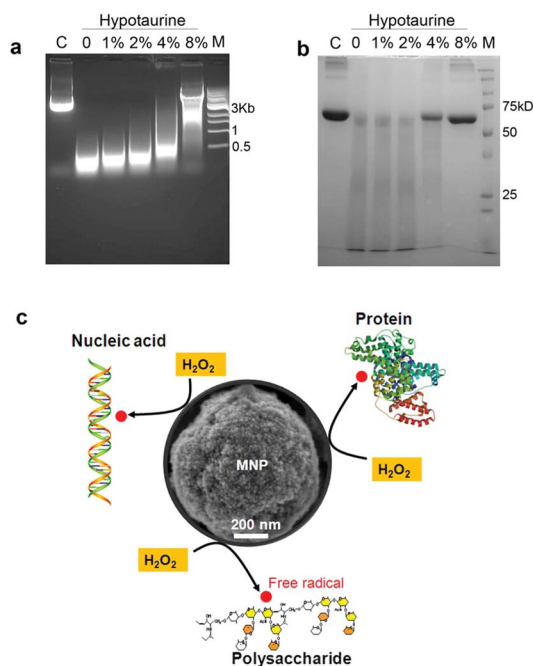 a
Hypotaurine
C 0 1% 2% 4% 8% M
3Kb
1
0.5
b
Hypotaurine
C 0 1% 2% 4% 8% M
75kD
50
25
c
Nucleic acid
H₂O₂
Protein
H₂O₂
MNP
200 nm
H₂O₂
Free radical
Polysaccharide